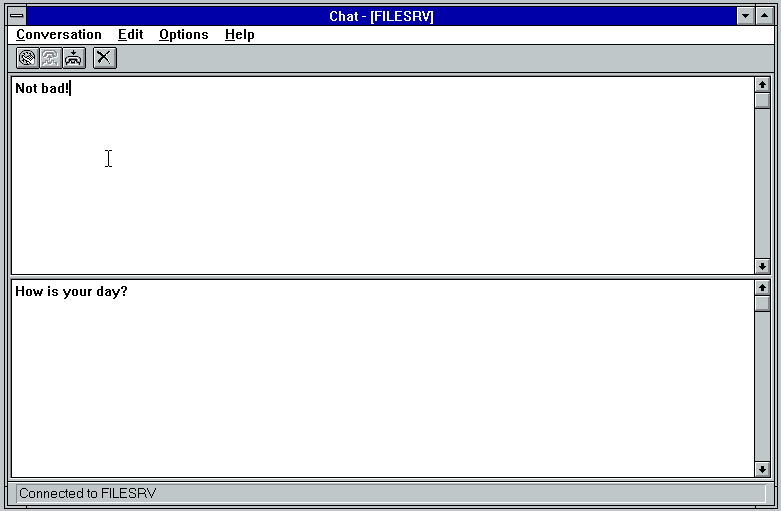 Chat - [FILESRV]
Conversation Edit Options Help
Not bad!
How is your day?
Connected to FILESRV